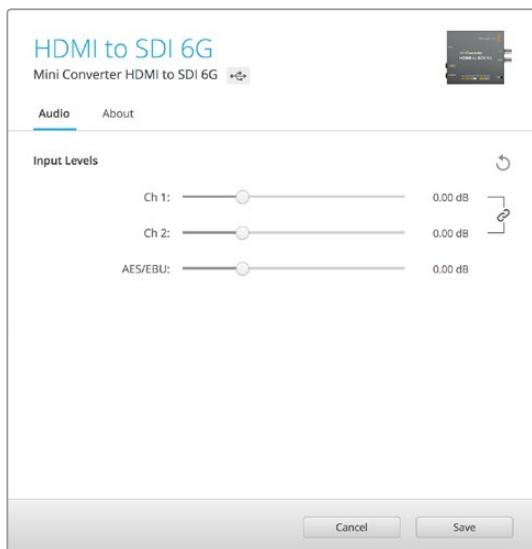 HDMI to SDI 6G
Mini Converter HDMI to SDI 6G
Audio About
Input Levels
Ch 1: 0.00 dB
Ch 2: 0.00 dB
AES/EBU: 0.00 dB
Cancel Save